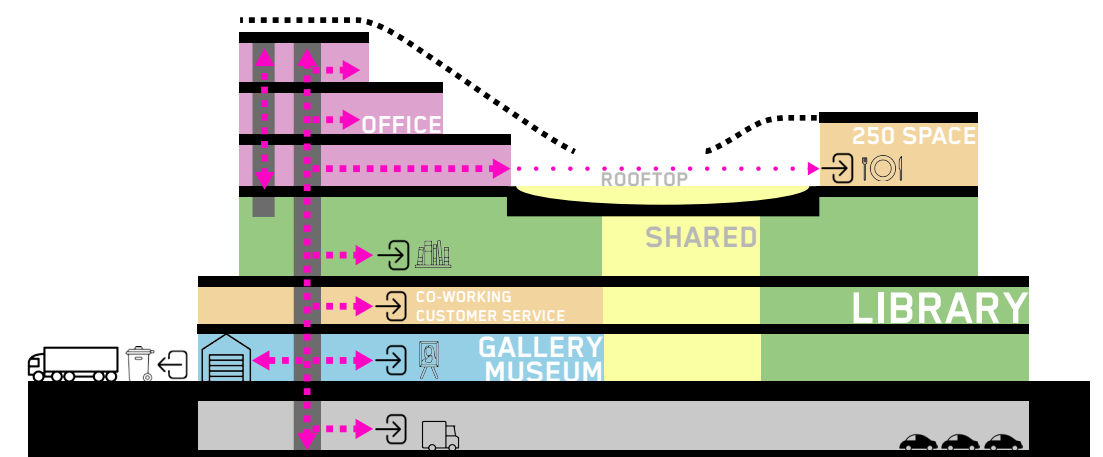 OFFICE
250 SPACE
ROOFTOP
SHARED
CO-WORKING
CUSTOMER SERVICE
LIBRARY
GALLERY
MUSEUM